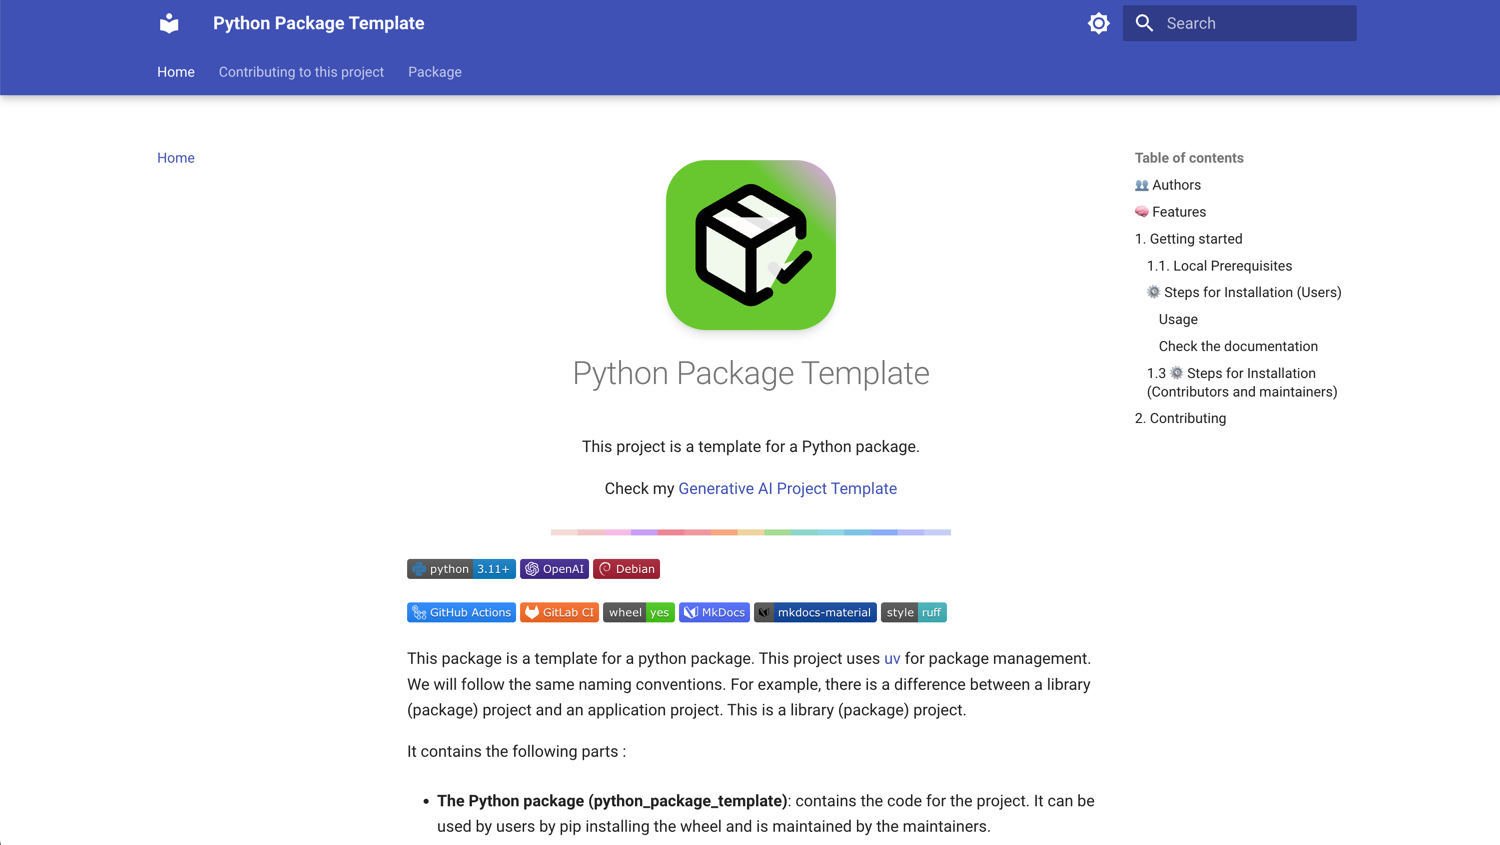 Python Package Template
Search
Home
Contributing to this project
Package
Home
Python Package Template
This project is a template for a Python package.
Check my Generative AI Project Template
python 3.11+
OpenAI
Debian
GitHub Actions
GitLab CI
wheel yes
MkDocs
mkdocs-material
style ruff
This package is a template for a python package. This project uses uv for package management.
We will follow the same naming conventions. For example, there is a difference between a library
(package) project and an application project. This is a library (package) project.
It contains the following parts :
• The Python package (python_package_template): contains the code for the project. It can be
used by users by pip installing the wheel and is maintained by the maintainers.
Table of contents
👥 Authors
🧠 Features
1. Getting started
1.1. Local Prerequisites
⚙️ Steps for Installation (Users)
Usage
Check the documentation
1.3 ⚙️ Steps for Installation
(Contributors and maintainers)
2. Contributing